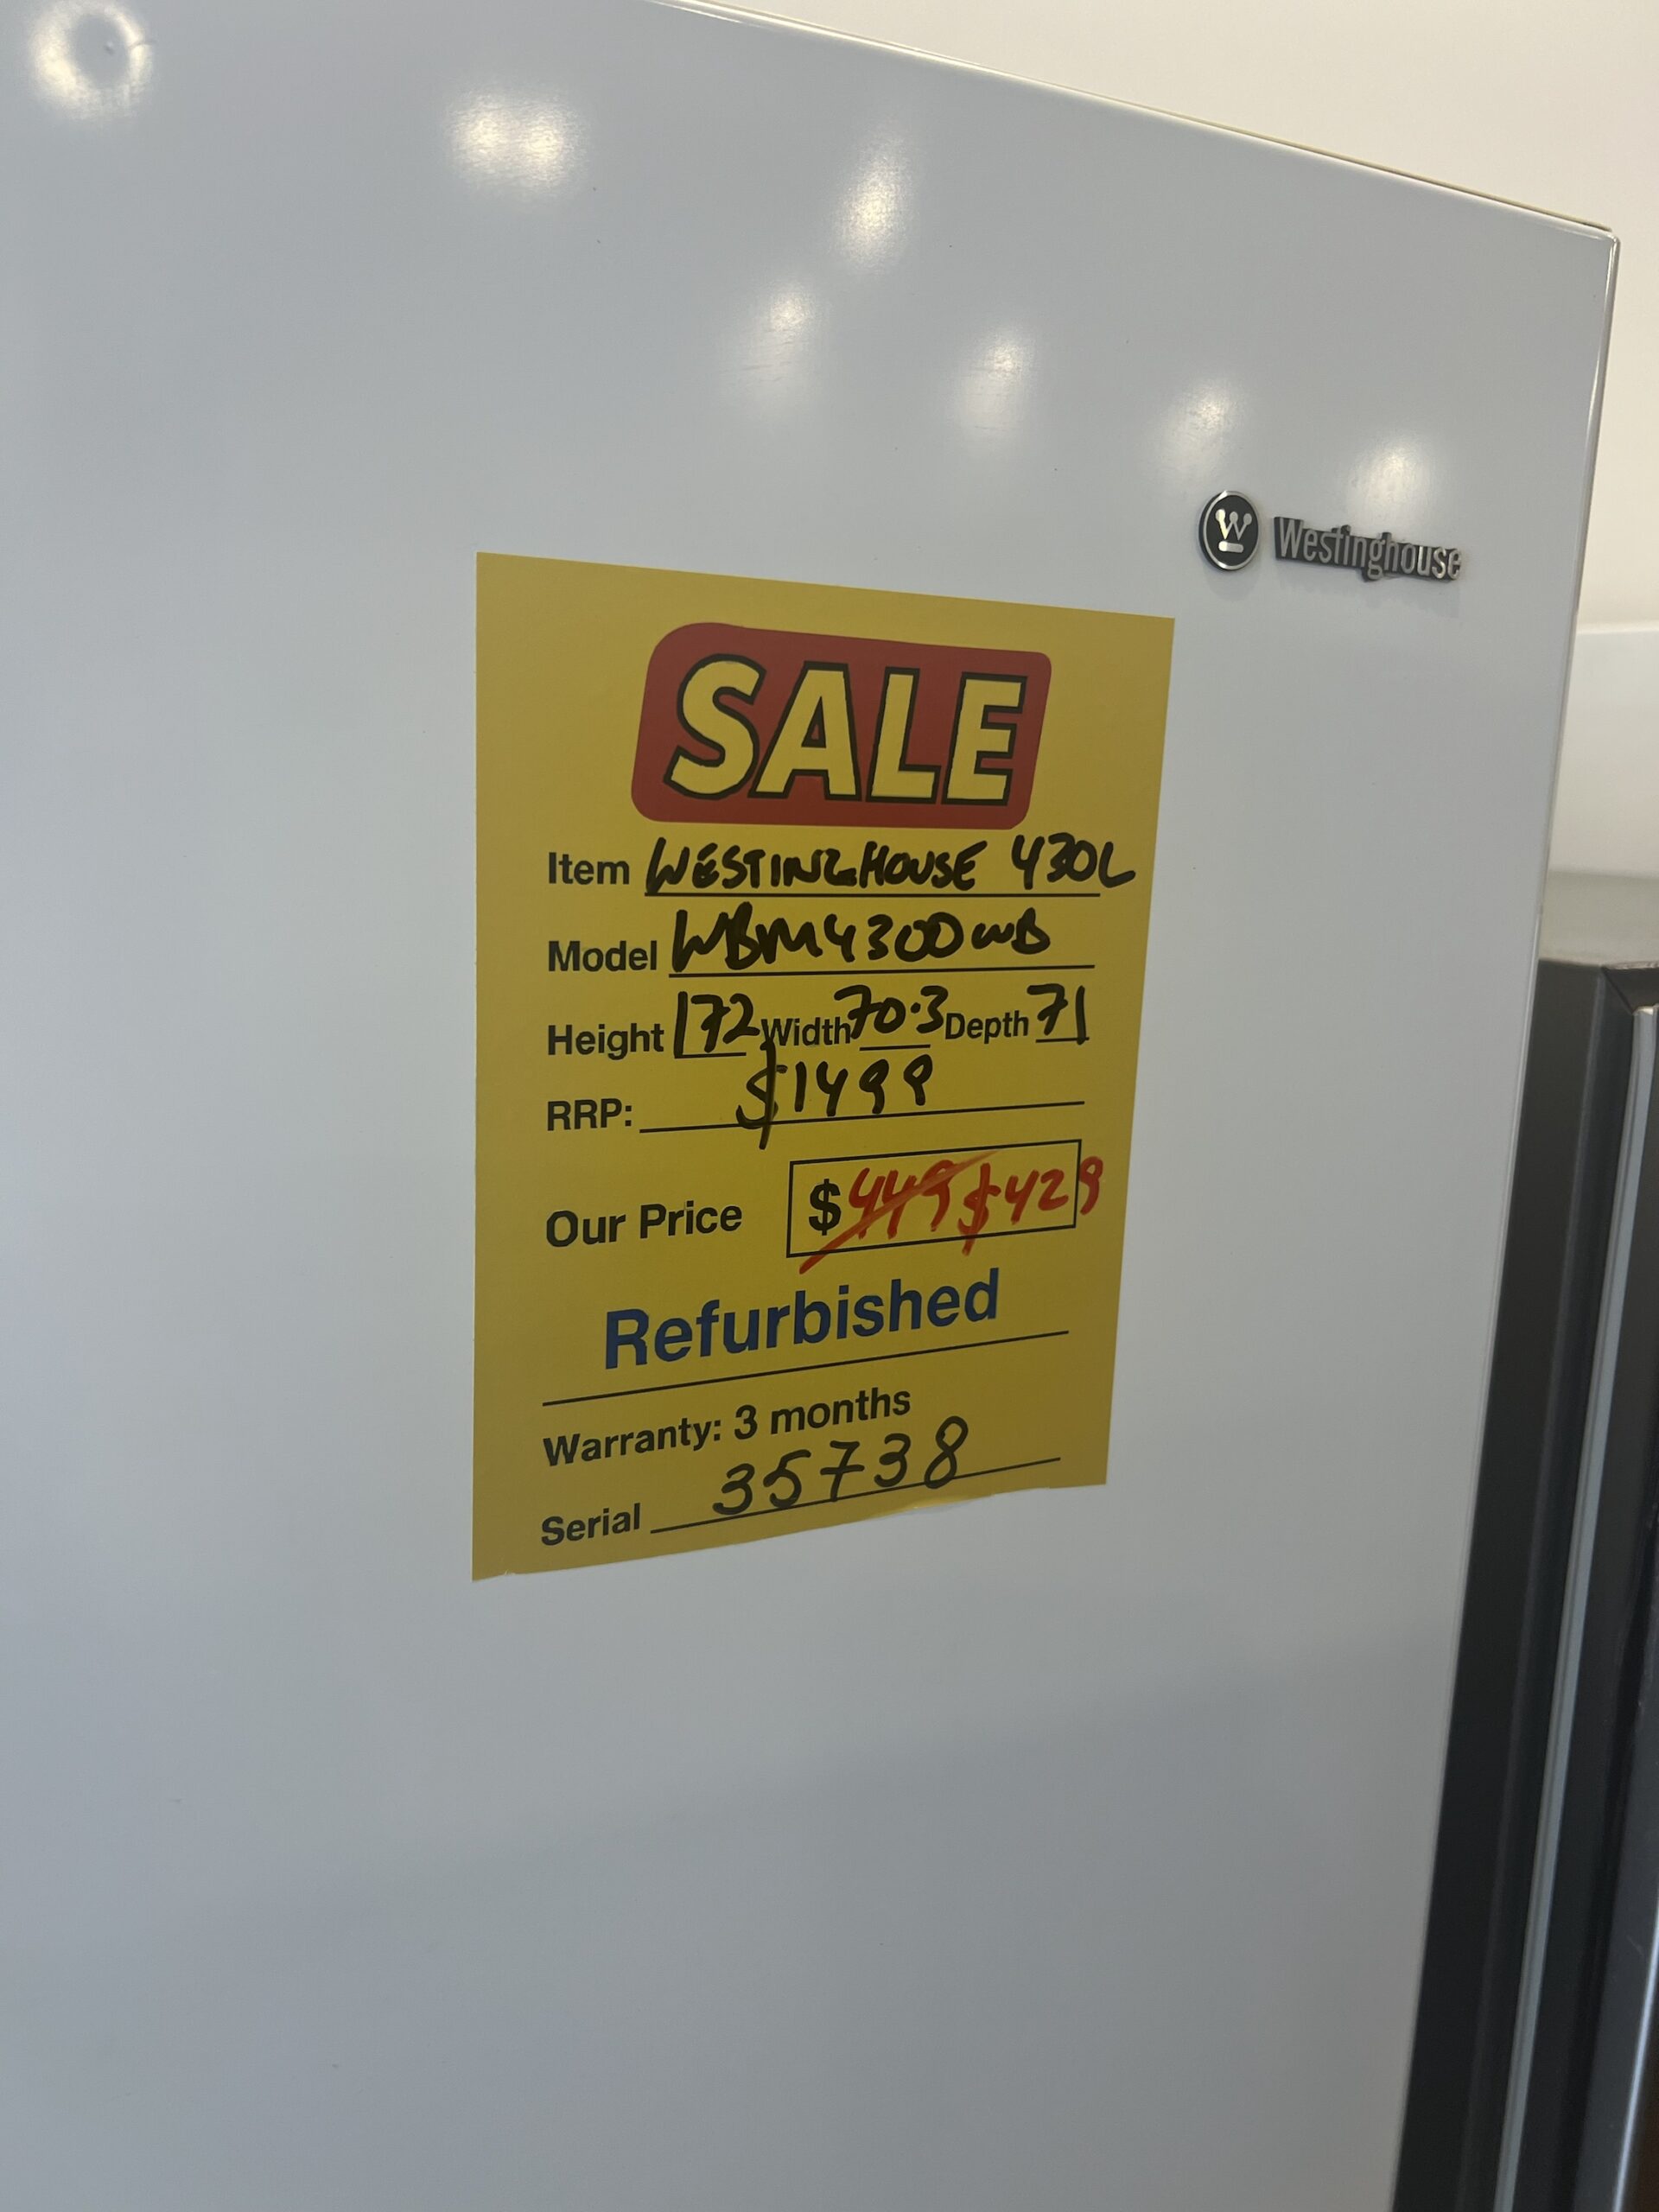 Westinghouse
SALE
Item WESTINGHOUSE 430L
Model WBM4300WB
Height 172 Width 70.3 Depth 71
RRP: $1499
Our Price $449 $429
Refurbished
Warranty: 3 months
Serial 35738